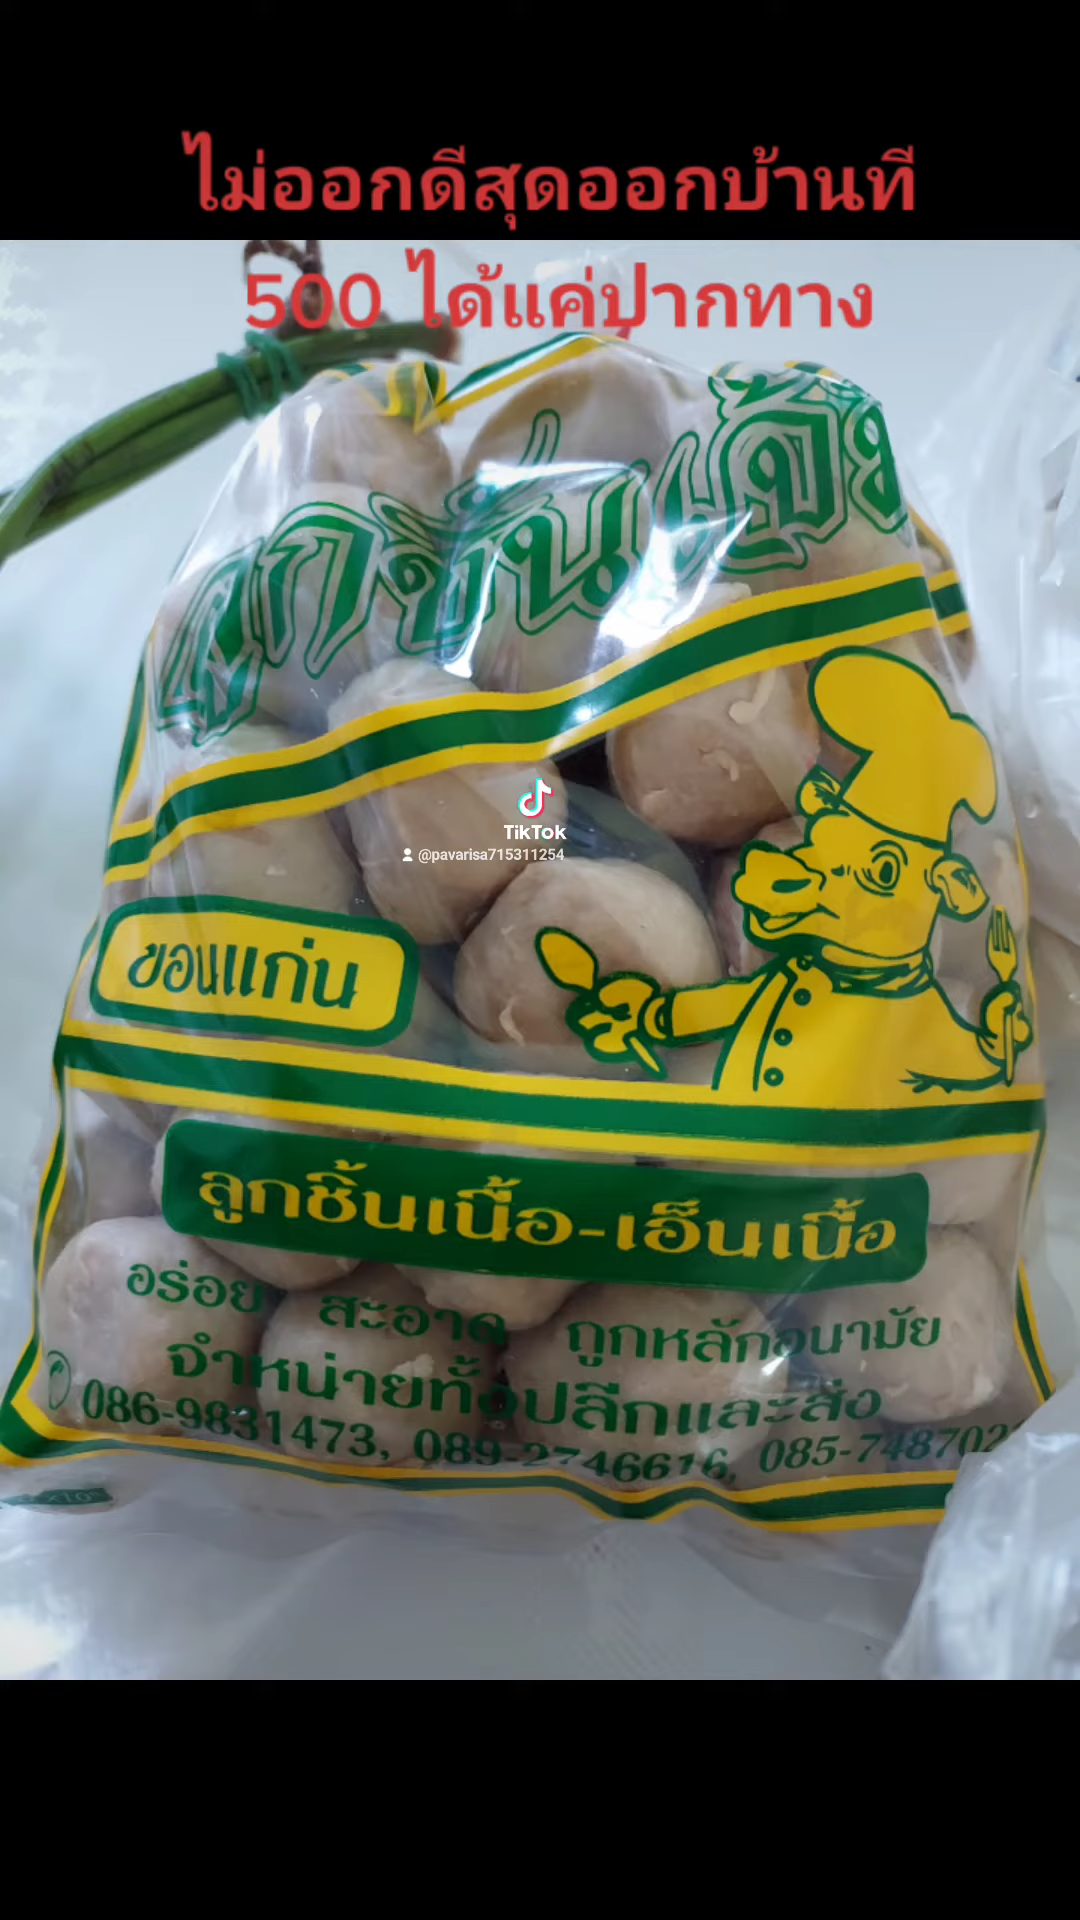 ไม่ออกดีสุดออกบ้านที
500 ได้แค่ปากทาง
ลูกชิ้น
TikTok
@pavarisa715311254
ขอนแก่น
ลูกชิ้นเนื้อ-เอ็นเนื้อ
อร่อย สะอาด ถูกหลักอนามัย
จำหน่ายทั้งปลีกและส่ง
086-9831473, 089-2746616, 085-748702